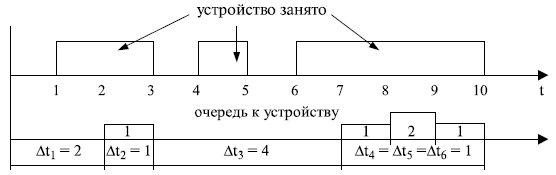 устройство занято
1 2 3 4 5 6 7 8 9 10 t
очередь к устройству
1 1 2 1
Δt₁ = 2 Δt₂ = 1 Δt₃ = 4 Δt₄ = Δt₅ =Δt₆ = 1